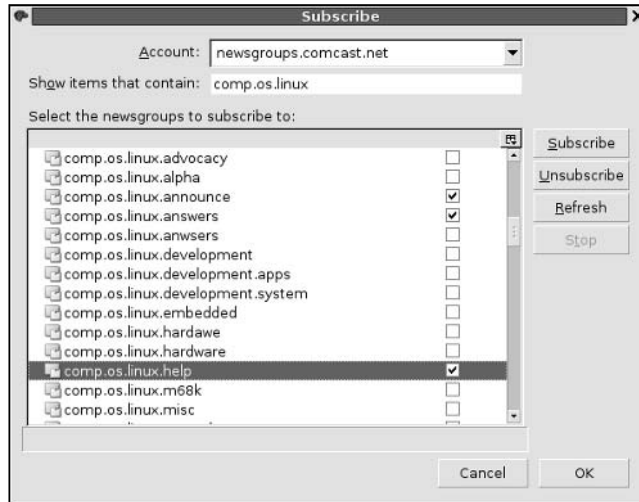 Subscribe
Account: newsgroups.comcast.net
Show items that contain: comp.os.linux
Select the newsgroups to subscribe to:
comp.os.linux.advocacy
comp.os.linux.alpha
comp.os.linux.announce
comp.os.linux.answers
comp.os.linux.anwsers
comp.os.linux.development
comp.os.linux.development.apps
comp.os.linux.development.system
comp.os.linux.embedded
comp.os.linux.hardawe
comp.os.linux.hardware
comp.os.linux.help
comp.os.linux.m68k
comp.os.linux.misc
Subscribe
Unsubscribe
Refresh
Stop
Cancel
OK